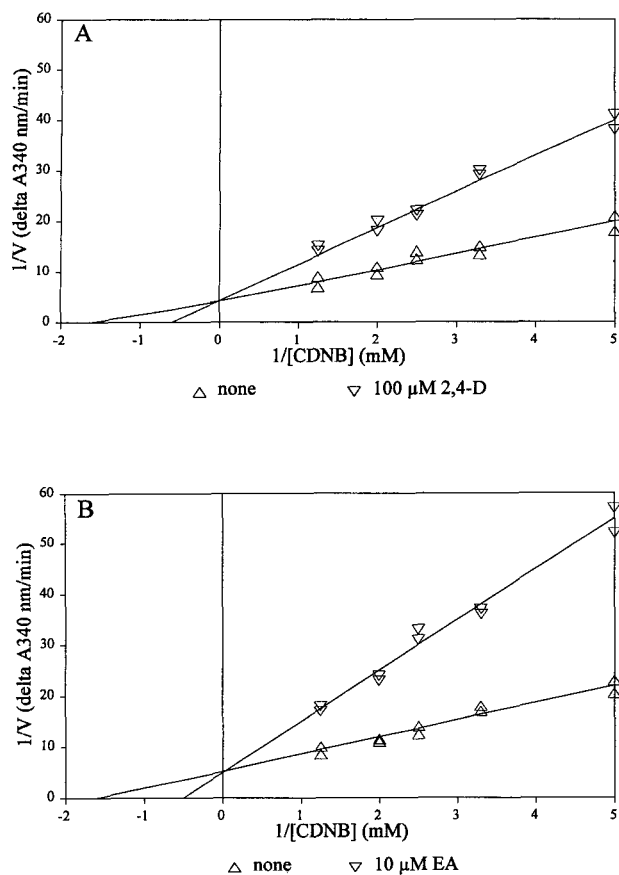 A
1/V (delta A340 nm/min)
60
50
40
30
20
10
0
-2 -1 0 1 2 3 4 5
1/[CDNB] (mM)
△ none ▽ 100 µM 2,4-D
B
1/V (delta A340 nm/min)
60
50
40
30
20
10
0
-2 -1 0 1 2 3 4 5
1/[CDNB] (mM)
△ none ▽ 10 µM EA